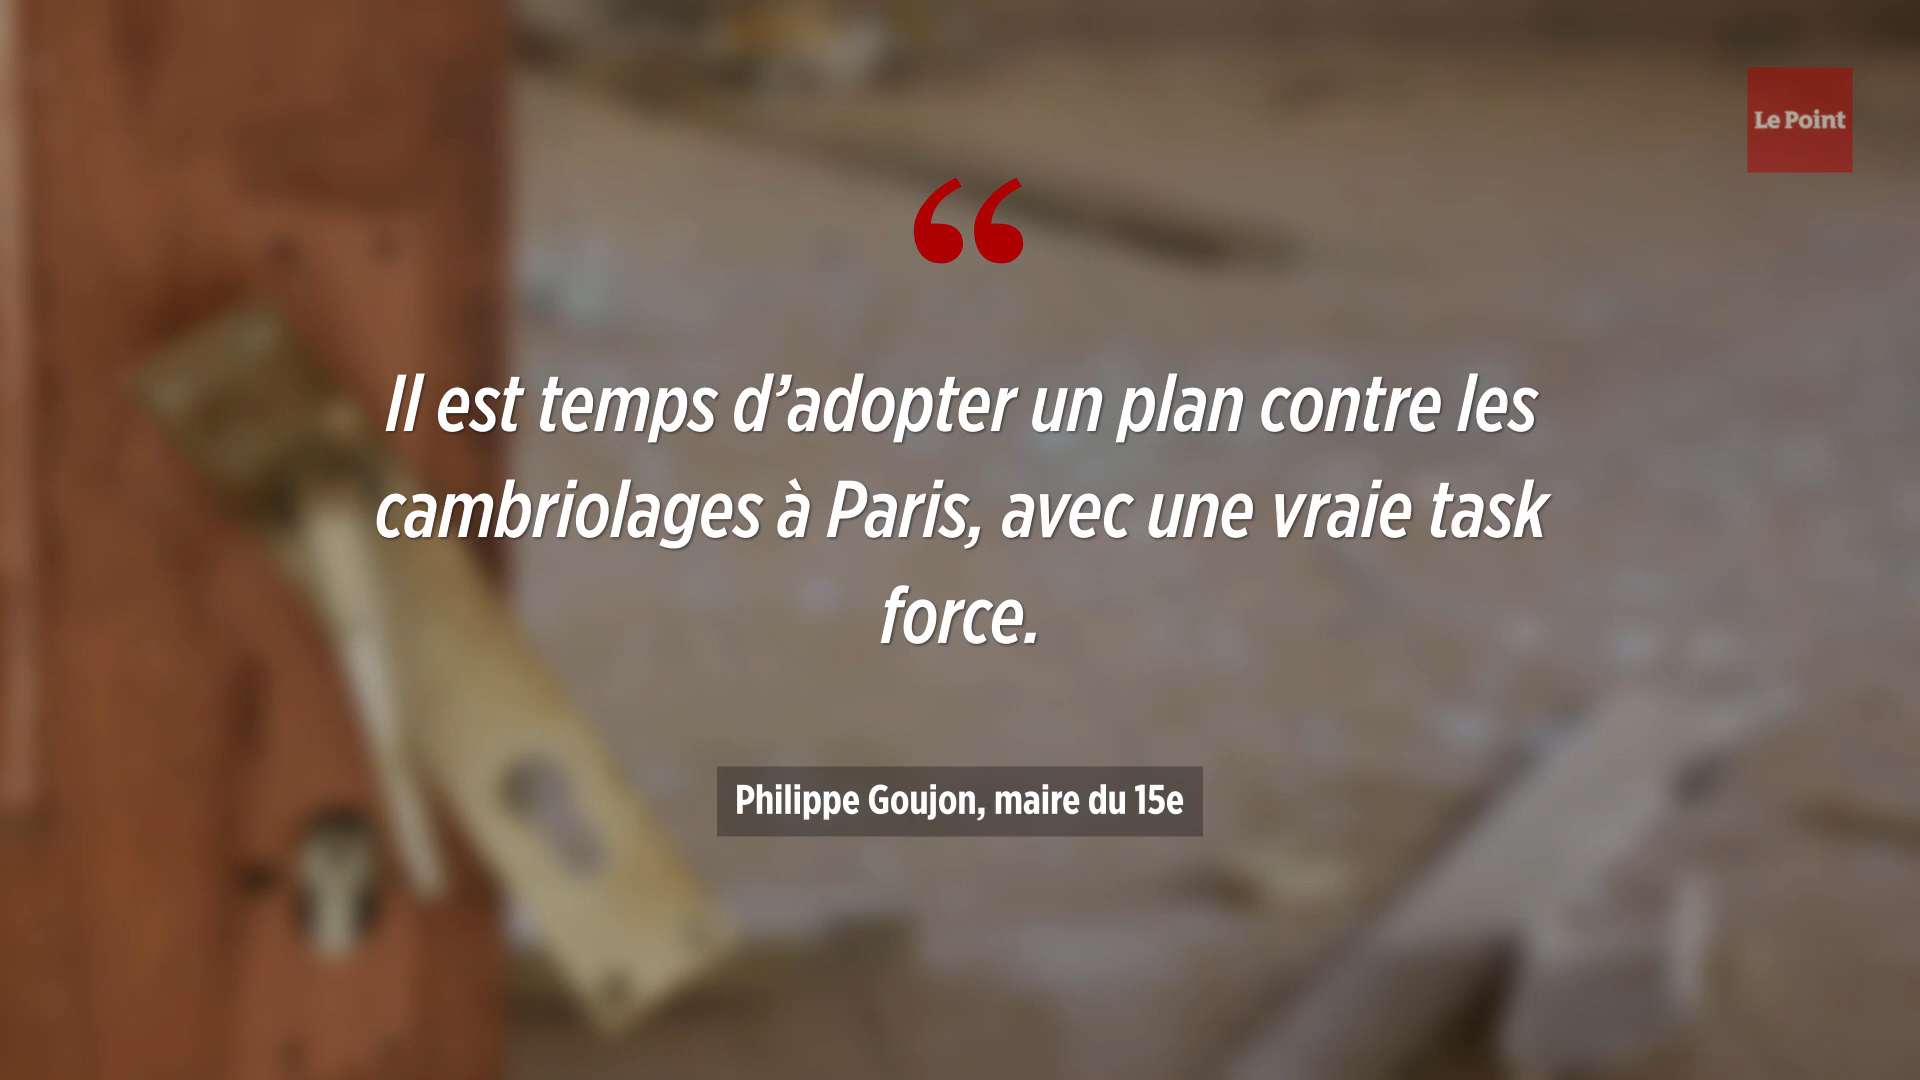 Le Point
“
Il est temps d’adopter un plan contre les
cambriolages à Paris, avec une vraie task
force.
Philippe Goujon, maire du 15e